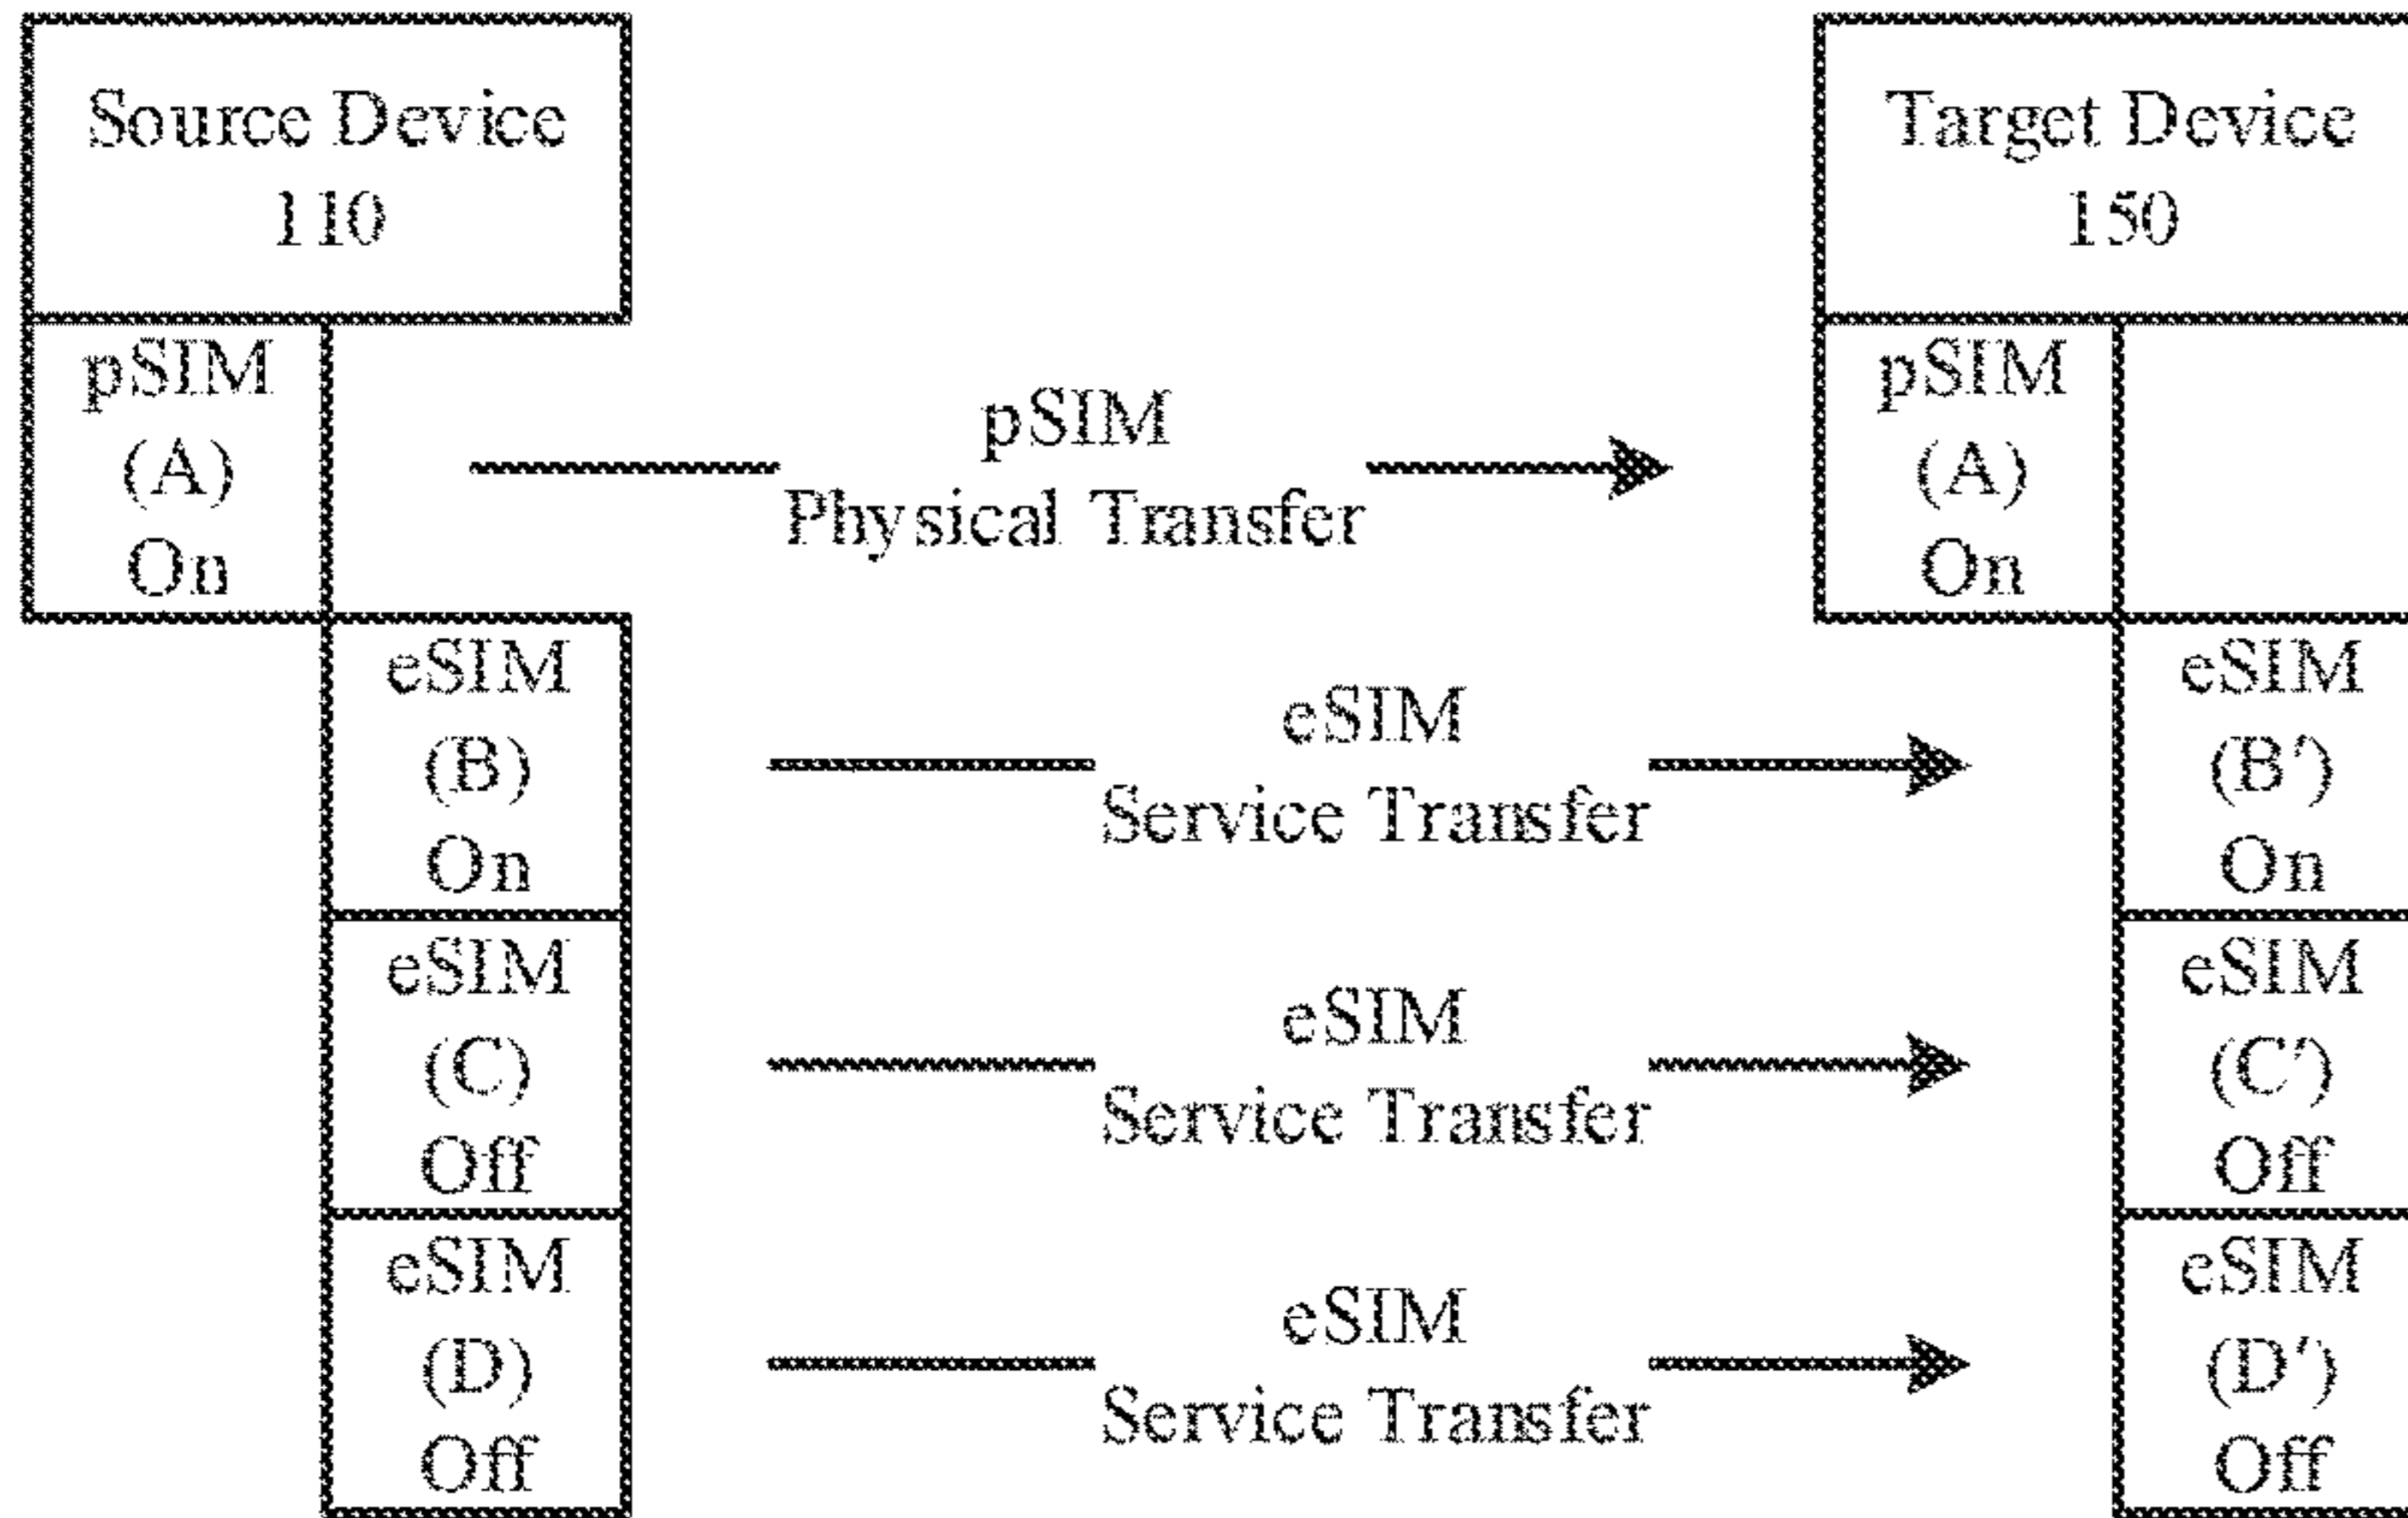 Source Device
110
Target Device
150
pSIM
(A)
On
pSIM
Physical Transfer
pSIM
(A)
On
eSIM
(B)
On
eSIM
Service Transfer
eSIM
(B′)
On
eSIM
(C)
Off
eSIM
Service Transfer
eSIM
(C′)
Off
eSIM
(D)
Off
eSIM
Service Transfer
eSIM
(D′)
Off